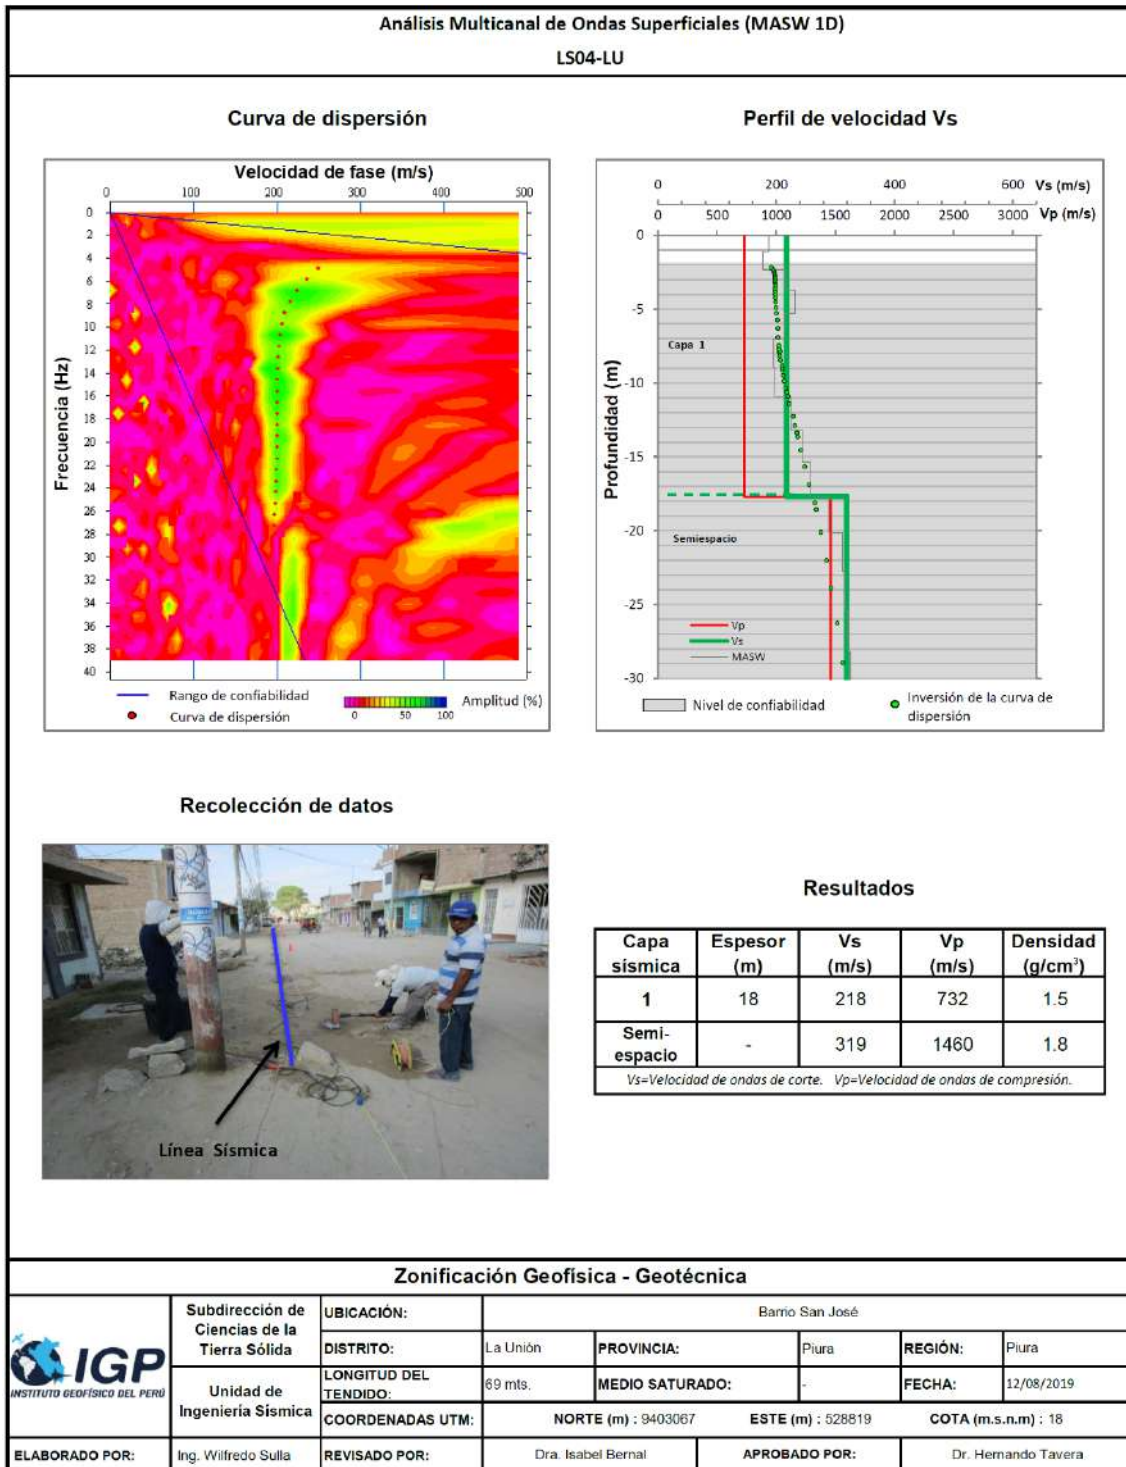 Análisis Multicanal de Ondas Superficiales (MASW 1D)
LS04-LU
Curva de dispersión
Velocidad de fase (m/s)
0 100 200 300 400 500
Frecuencia (Hz)
0
2
4
6
8
10
12
14
16
18
20
22
24
26
28
30
32
34
36
38
40
Rango de confiabilidad
Curva de dispersión
Amplitud (%)
0 50 100
Perfil de velocidad Vs
0 200 400 600 Vs (m/s)
0 500 1000 1500 2000 2500 3000 Vp (m/s)
Profundidad (m)
0
-5
-10
-15
-20
-25
-30
Capa 1
Semiespacio
Vp
Vs
MASW
Nivel de confiabilidad
Inversión de la curva de
dispersión
Recolección de datos
Línea Sísmica
Resultados
Capa sísmica Espesor (m) Vs (m/s) Vp (m/s) Densidad (g/cm³)
1 18 218 732 1.5
Semi-espacio - 319 1460 1.8
Vs=Velocidad de ondas de corte. Vp=Velocidad de ondas de compresión.
Zonificación Geofísica - Geotécnica
IGP
INSTITUTO GEOFÍSICO DEL PERÚ
Subdirección de
Ciencias de la
Tierra Sólida
Unidad de
Ingeniería Sísmica
UBICACIÓN: Barrio San José
DISTRITO: La Unión PROVINCIA: Piura REGIÓN: Piura
LONGITUD DEL TENDIDO: 69 mts. MEDIO SATURADO: - FECHA: 12/08/2019
COORDENADAS UTM: NORTE (m) : 9403067 ESTE (m) : 528819 COTA (m.s.n.m) : 18
ELABORADO POR: Ing. Wilfredo Sulla REVISADO POR: Dra. Isabel Bernal APROBADO POR: Dr. Hernando Tavera